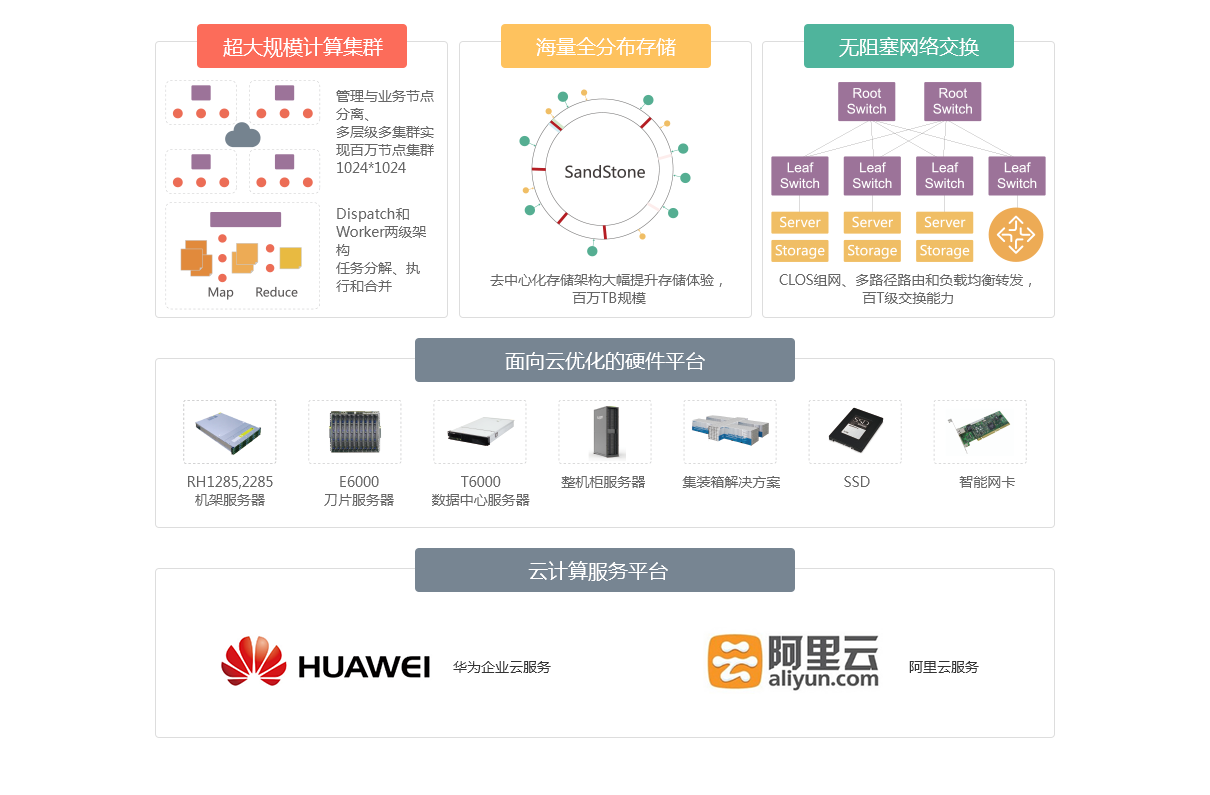 超大规模计算集群
管理与业务节点
分离、
多层级多集群实
现百万节点集群
1024*1024
Dispatch和
Worker两级架
构
任务分解、执
行和合并
Map
Reduce
海量全分布存储
SandStone
去中心化存储架构大幅提升存储体验，
百万TB规模
无阻塞网络交换
Root
Switch
Root
Switch
Leaf
Switch
Leaf
Switch
Leaf
Switch
Leaf
Switch
Server
Server
Server
Storage
Storage
Storage
CLOS组网、多路径路由和负载均衡转发，
百T级交换能力
面向云优化的硬件平台
RH1285,2285
机架服务器
E6000
刀片服务器
T6000
数据中心服务器
整机柜服务器
集装箱解决方案
SSD
SSD
智能网卡
云计算服务平台
HUAWEI
华为企业云服务
阿里云
aliyun.com
阿里云服务